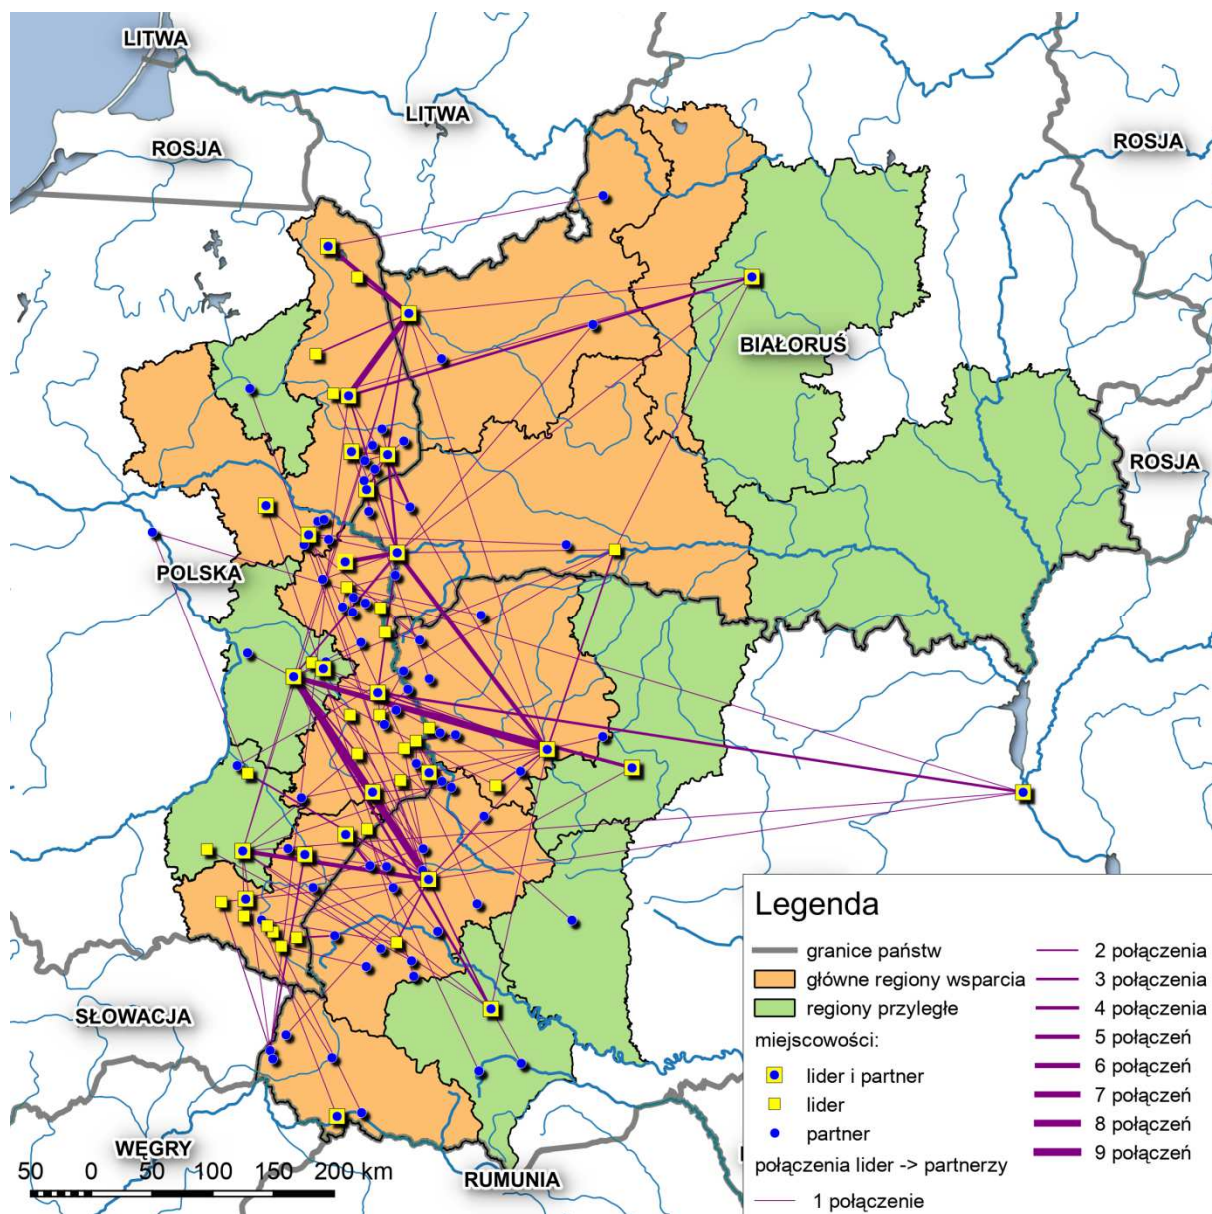 LITWA
LITWA
ROSJA
ROSJA
BIAŁORUŚ
ROSJA
POLSKA
SŁOWACJA
WĘGRY
RUMUNIA
50 0 50 100 150 200 km
Legenda
granice państw
główne regiony wsparcia
regiony przyległe
miejscowości:
lider i partner
lider
partner
połączenia lider -> partnerzy
1 połączenie
2 połączenia
3 połączenia
4 połączenia
5 połączeń
6 połączeń
7 połączeń
8 połączeń
9 połączeń